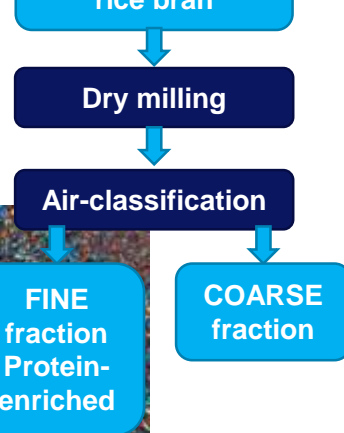 rice bran
Dry milling
Air-classification
FINE
fraction
Protein-
enriched
COARSE
fraction